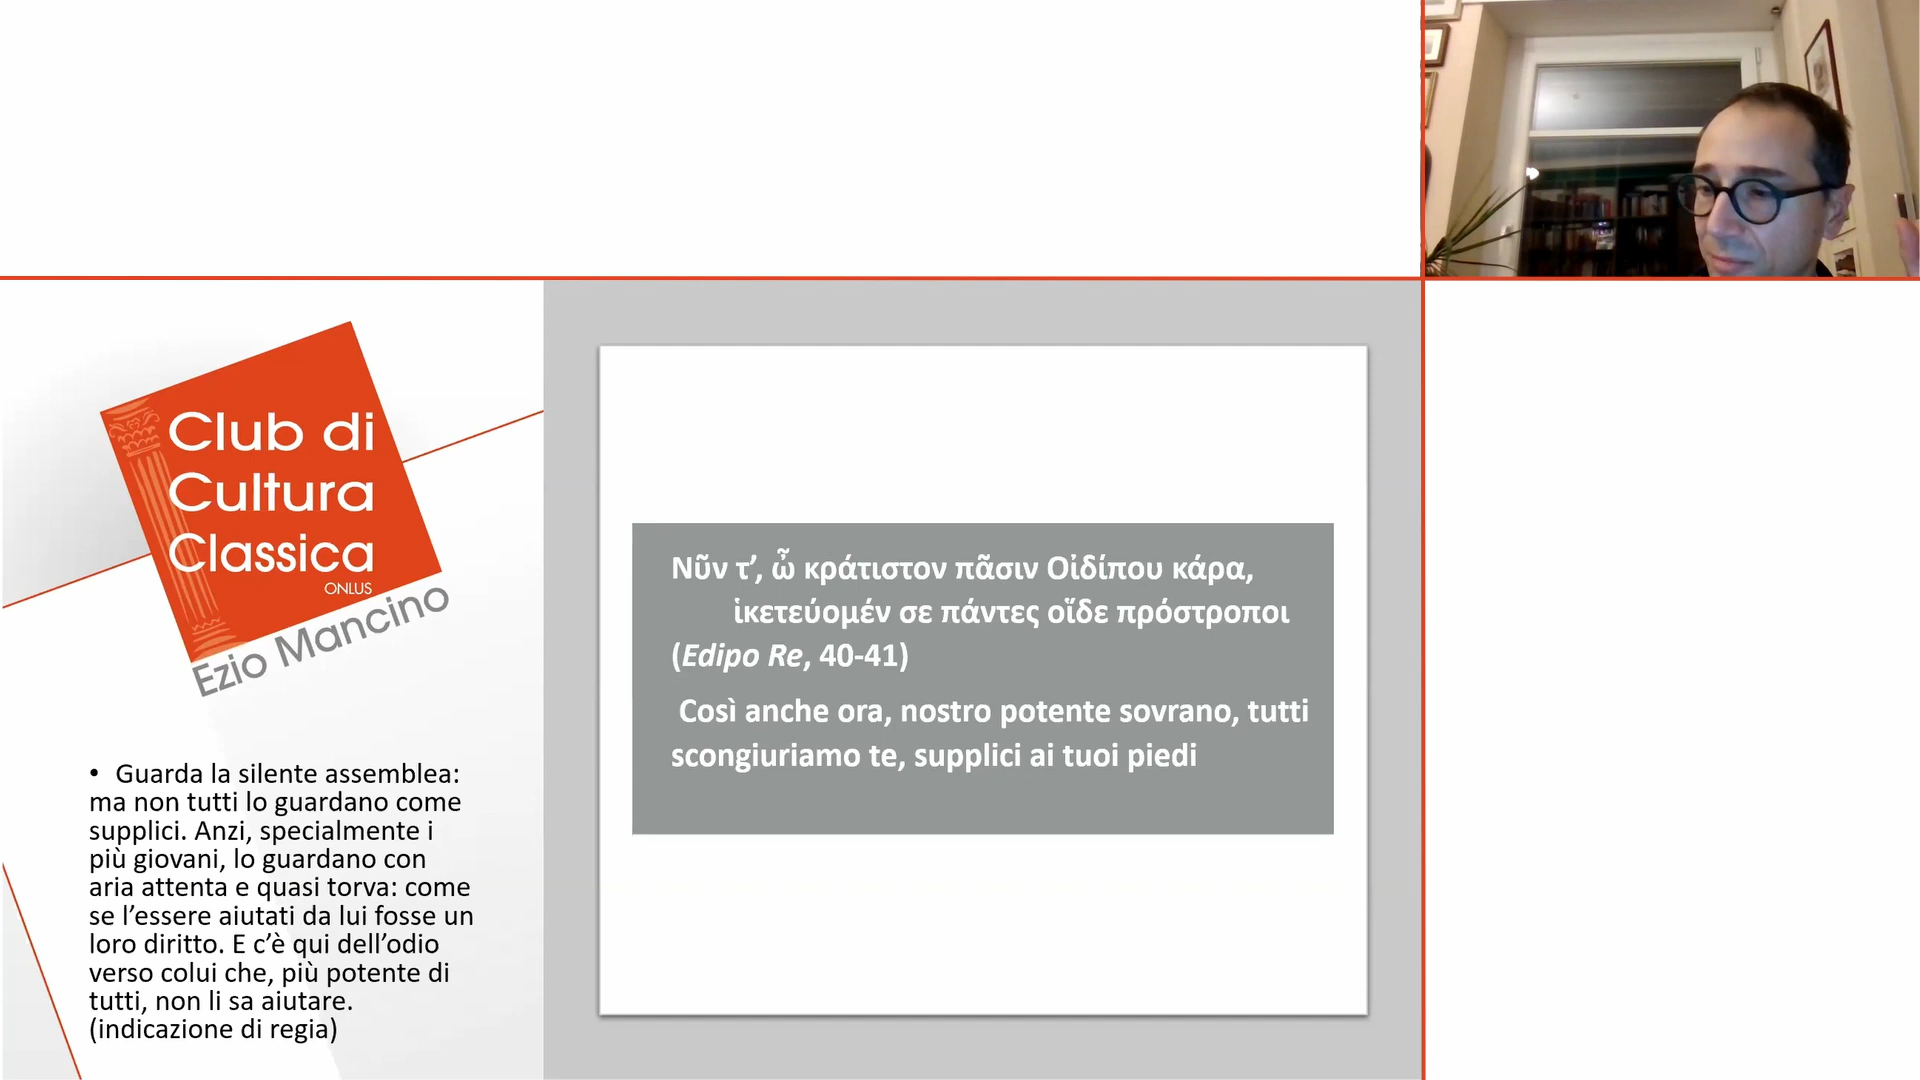 Club di
Cultura
Classica
ONLUS
Ezio Mancino
• Guarda la silente assemblea:
ma non tutti lo guardano come
supplici. Anzi, specialmente i
più giovani, lo guardano con
aria attenta e quasi torva: come
se l’essere aiutati da lui fosse un
loro diritto. E c’è qui dell’odio
verso colui che, più potente di
tutti, non li sa aiutare.
(indicazione di regia)
Νῦν τ’, ὦ κράτιστον πᾶσιν Οἰδίπου κάρα,
ἱκετεύομέν σε πάντες οἵδε πρόστροποι
(Edipo Re, 40-41)
Così anche ora, nostro potente sovrano, tutti
scongiuriamo te, supplici ai tuoi piedi